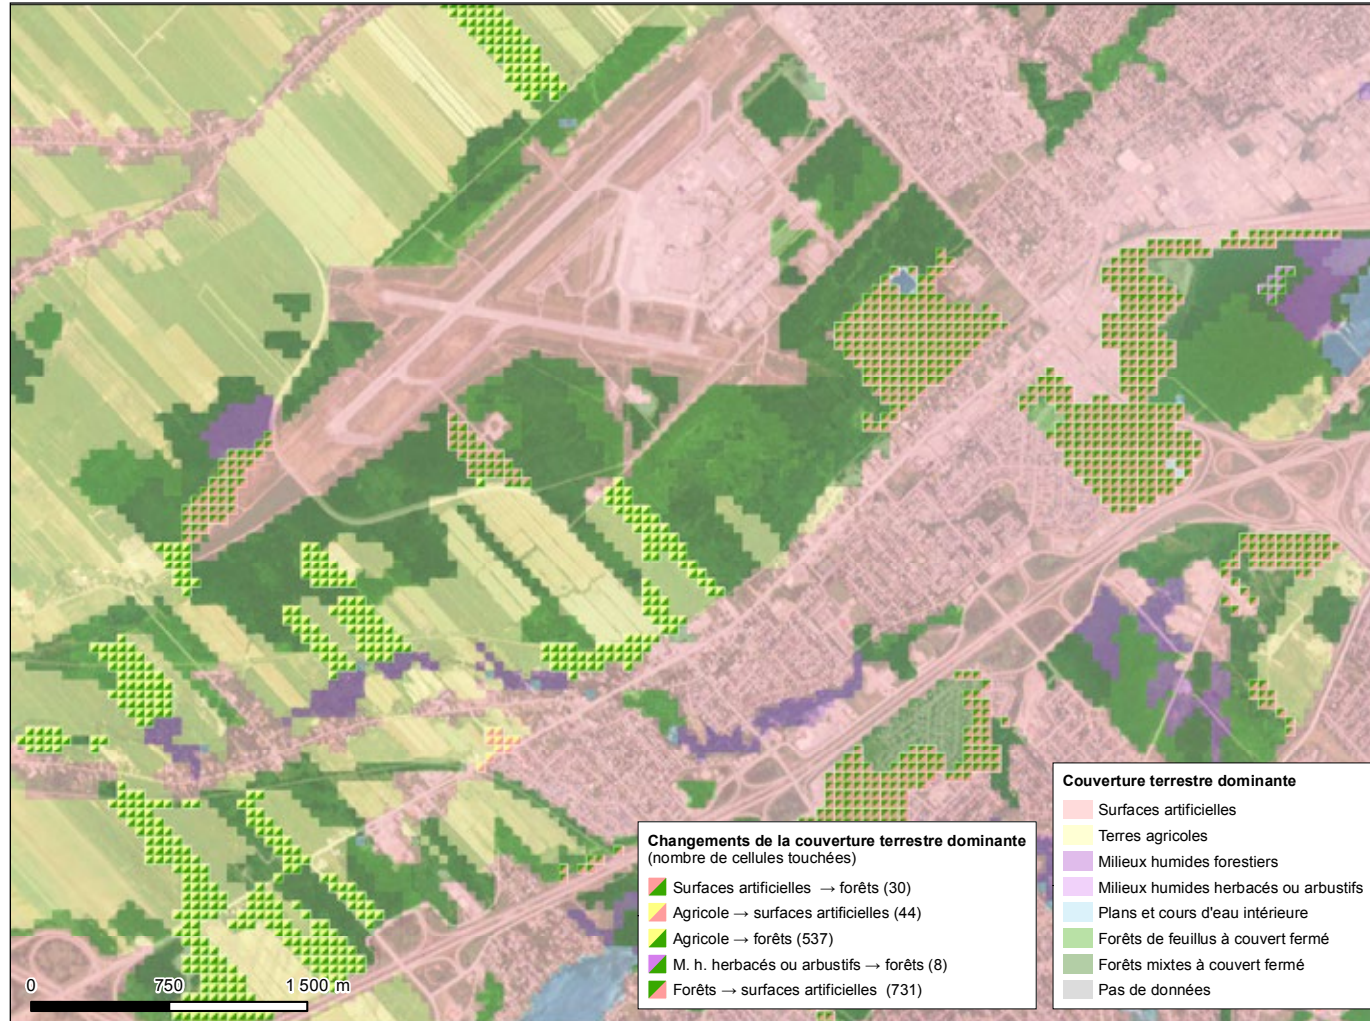 0 750 1 500 m
Changements de la couverture terrestre dominante
(nombre de cellules touchées)
Surfaces artificielles → forêts (30)
Agricole → surfaces artificielles (44)
Agricole → forêts (537)
M. h. herbacés ou arbustifs → forêts (8)
Forêts → surfaces artificielles (731)
Couverture terrestre dominante
Surfaces artificielles
Terres agricoles
Milieux humides forestiers
Milieux humides herbacés ou arbustifs
Plans et cours d'eau intérieure
Forêts de feuillus à couvert fermé
Forêts mixtes à couvert fermé
Pas de données